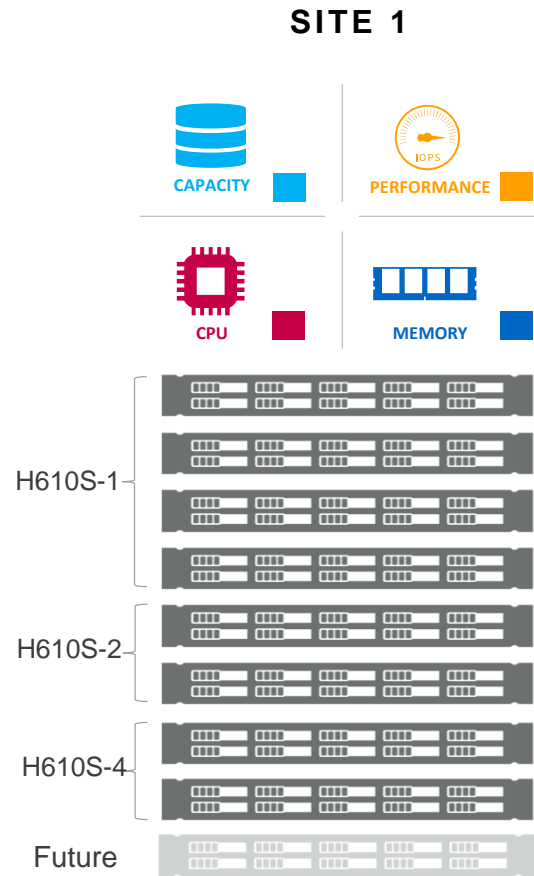 SITE 1
IOPS
CAPACITY
PERFORMANCE
CPU
MEMORY
H610S-1
H610S-2
H610S-4
Future